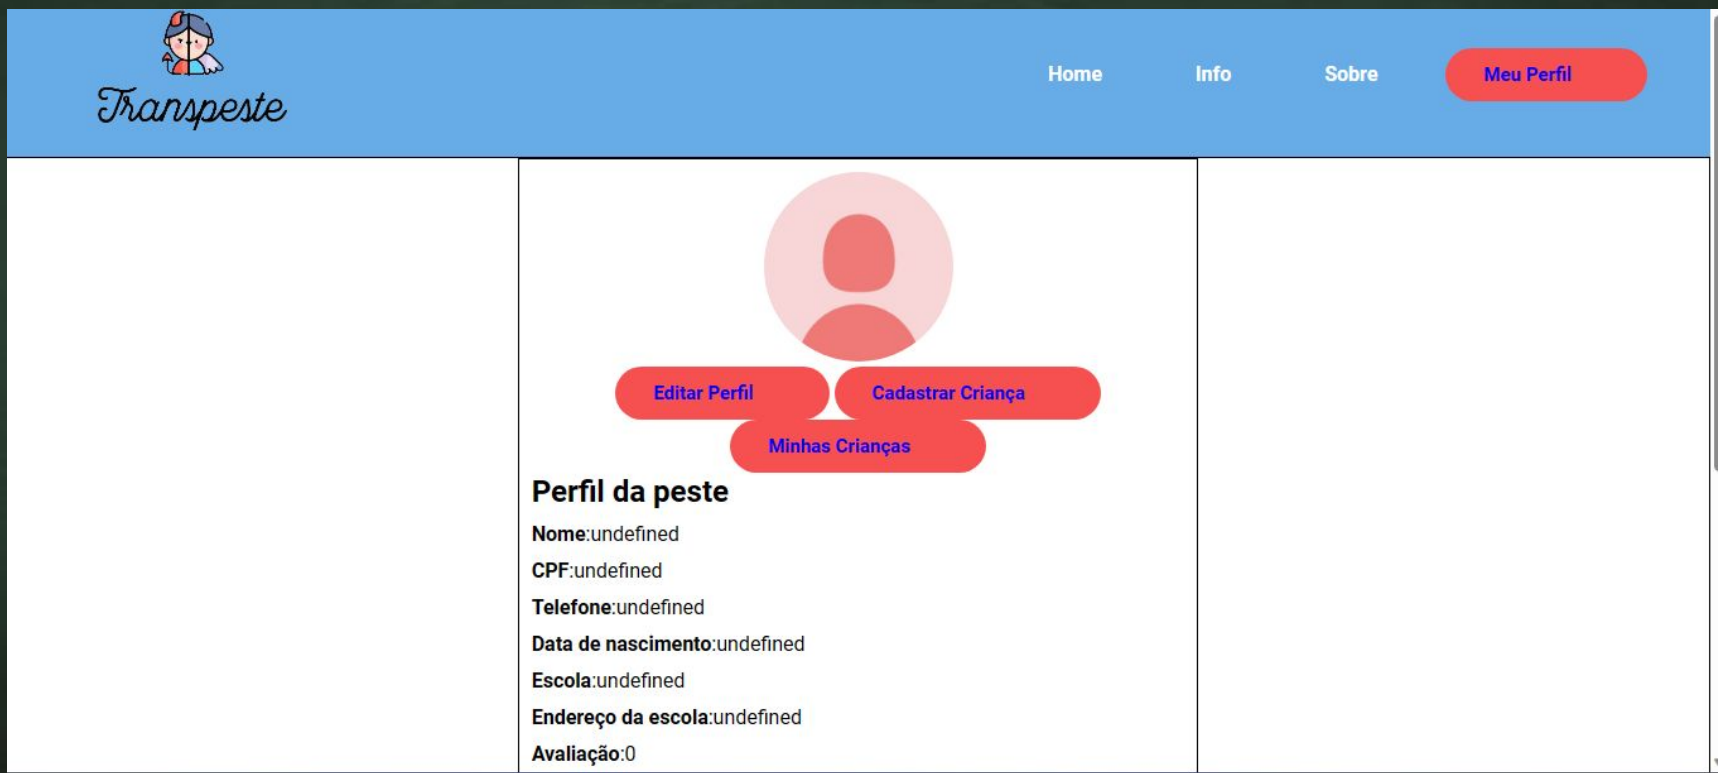 Transpeste
Home Info Sobre Meu Perfil
Editar Perfil Cadastrar Criança
Minhas Crianças
Perfil da peste
Nome:undefined
CPF:undefined
Telefone:undefined
Data de nascimento:undefined
Escola:undefined
Endereço da escola:undefined
Avaliação:0